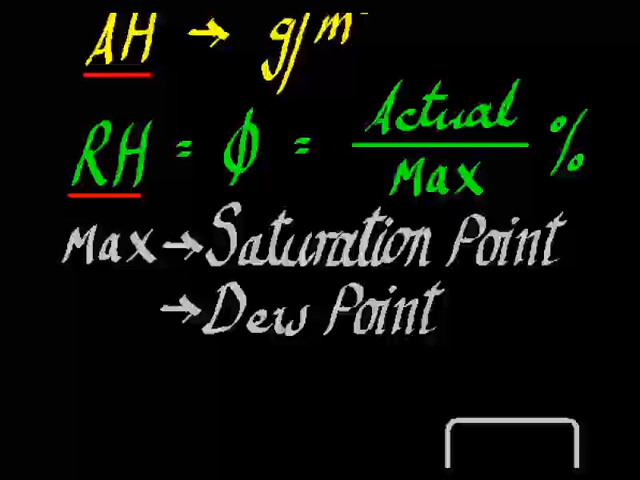 AH → g/m
RH = φ = Actual / Max %
Max → Saturation Point
→ Dew Point